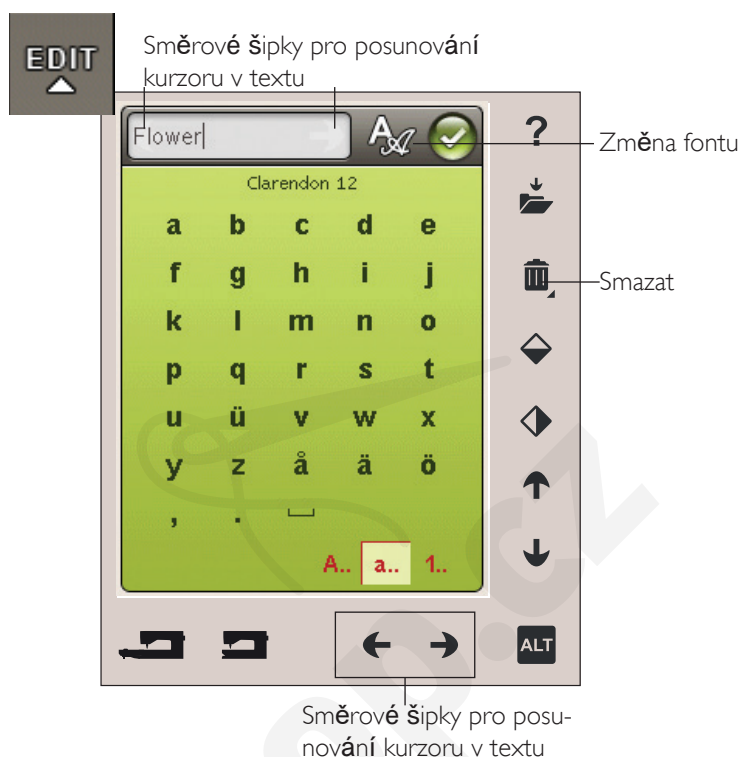 EDIT
Směrové šipky pro posunování
kurzoru v textu
Flower
A
?
Změna fontu
Clarendon 12
a b c d e
f g h i j
Smazat
k l m n o
p q r s t
u ü v w x
y z å ä ö
, .
A.. a.. 1..
ALT
Směrové šipky pro posu-
nování kurzoru v textu